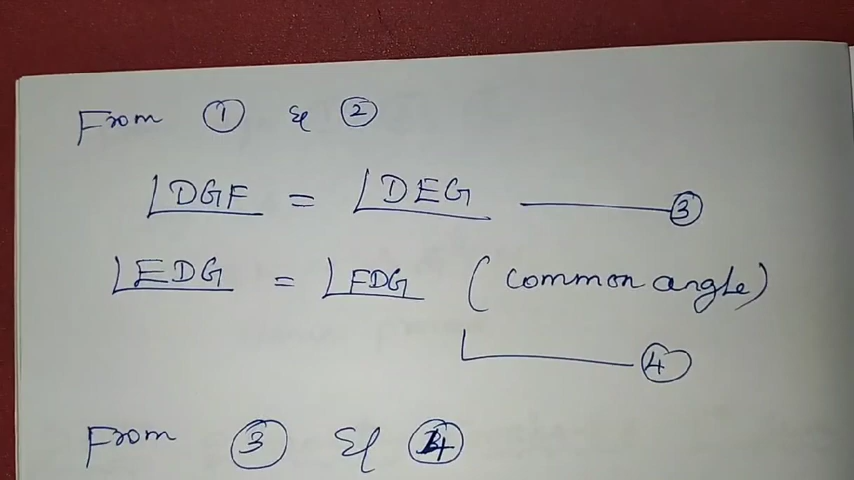 From ① & ②
∠DGF = ∠DEG — ③
∠EDG = ∠FDG (common angle)
④
From ③ & ④